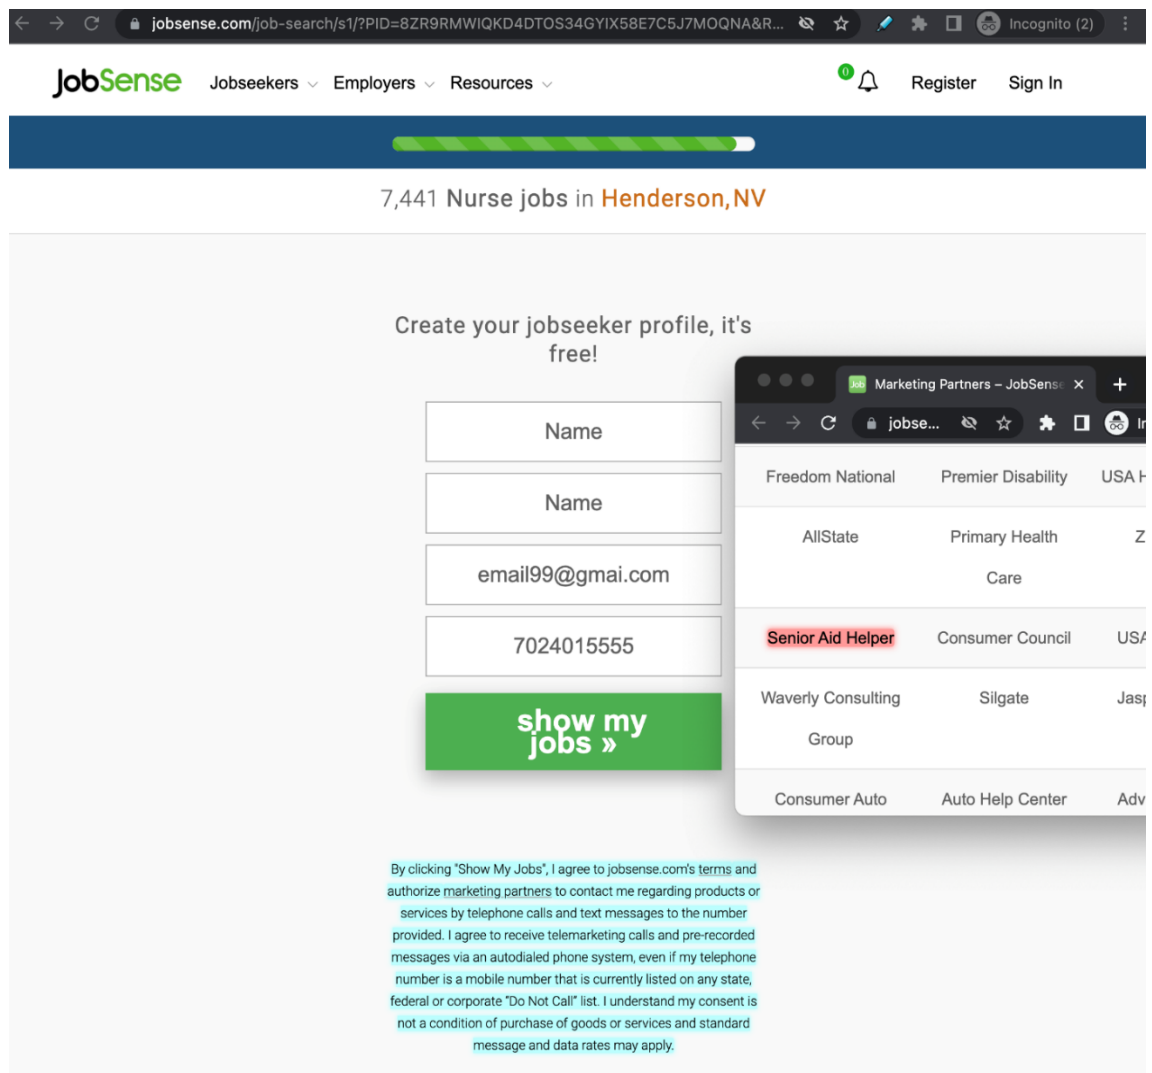 jobsense.com/job-search/s1/?PID=8ZR9RMWIQKD4DTOS34GYIX58E7C5J7MOQNA&R... Incognito (2)
JobSense Jobseekers Employers Resources 0 Register Sign In
7,441 Nurse jobs in Henderson, NV
Create your jobseeker profile, it's
free!
Name
Name
email99@gmai.com
7024015555
show my
jobs »
By clicking "Show My Jobs", I agree to jobsense.com's terms and
authorize marketing partners to contact me regarding products or
services by telephone calls and text messages to the number
provided. I agree to receive telemarketing calls and pre-recorded
messages via an autodialed phone system, even if my telephone
number is a mobile number that is currently listed on any state,
federal or corporate "Do Not Call" list. I understand my consent is
not a condition of purchase of goods or services and standard
message and data rates may apply.
Job Marketing Partners – JobSense
jobse...
Freedom National Premier Disability USA H
AllState Primary Health Z
Care
Senior Aid Helper Consumer Council USA
Waverly Consulting Silgate Jasp
Group
Consumer Auto Auto Help Center Adv